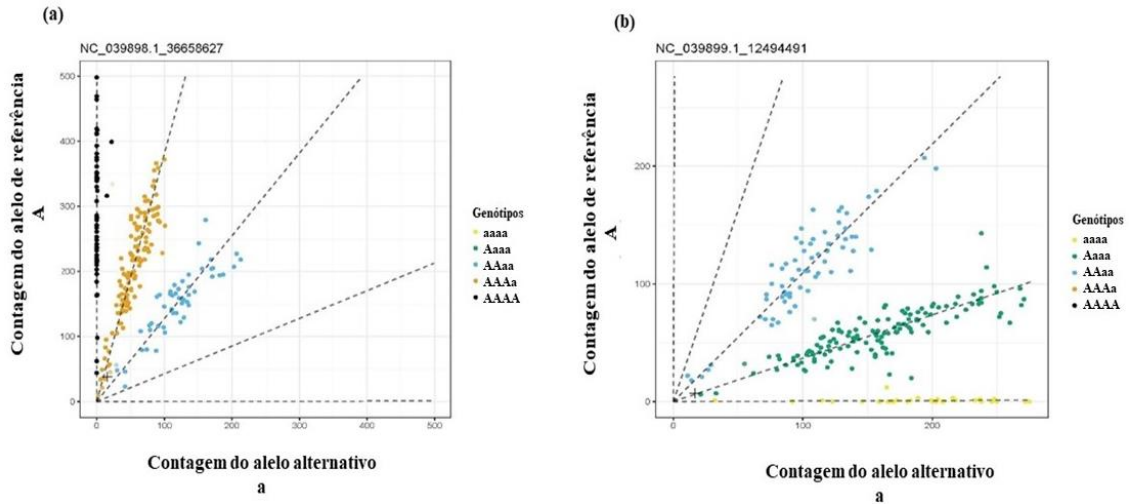 (a)
NC_039898.1_36658627
Contagem do alelo de referência
A
500
400
300
200
100
0
0
100
200
300
400
500
Contagem do alelo alternativo
a
Genótipos
aaaa
Aaaa
AAaa
AAAa
AAAA
(b)
NC_039899.1_12494491
Contagem do alelo de referência
A
200
100
0
0
100
200
Contagem do alelo alternativo
a
Genótipos
aaaa
Aaaa
AAaa
AAAa
AAAA